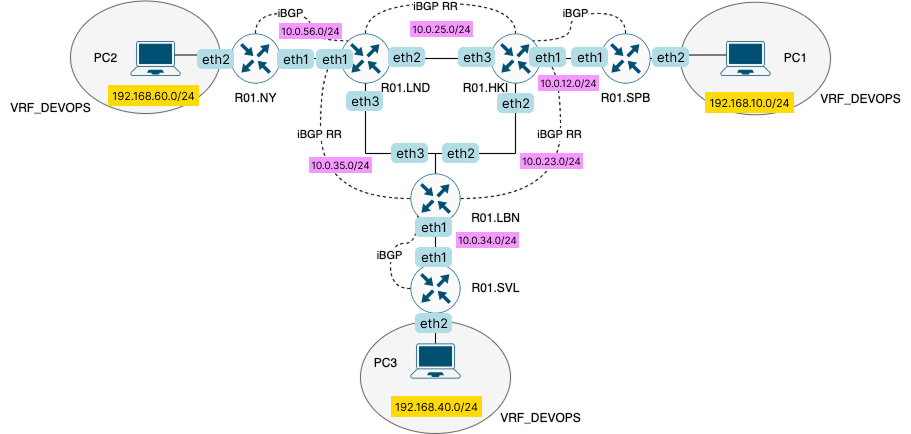 iBGP
iBGP RR
iBGP
10.0.56.0/24
10.0.25.0/24
PC2
eth2
eth1
eth1
eth2
eth3
eth1
eth1
eth2
PC1
10.0.12.0/24
R01.NY
R01.LND
R01.HKI
R01.SPB
192.168.60.0/24
192.168.10.0/24
VRF_DEVOPS
VRF_DEVOPS
eth3
eth2
iBGP RR
iBGP RR
eth3
eth2
10.0.35.0/24
10.0.23.0/24
R01.LBN
eth1
10.0.34.0/24
iBGP
eth1
R01.SVL
eth2
PC3
192.168.40.0/24
VRF_DEVOPS